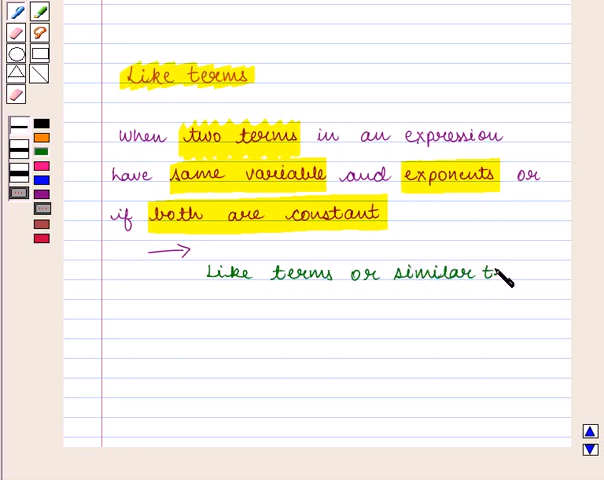 Like terms
When two terms in an expression
have same variable and exponents or
if both are constant
Like terms or similar t